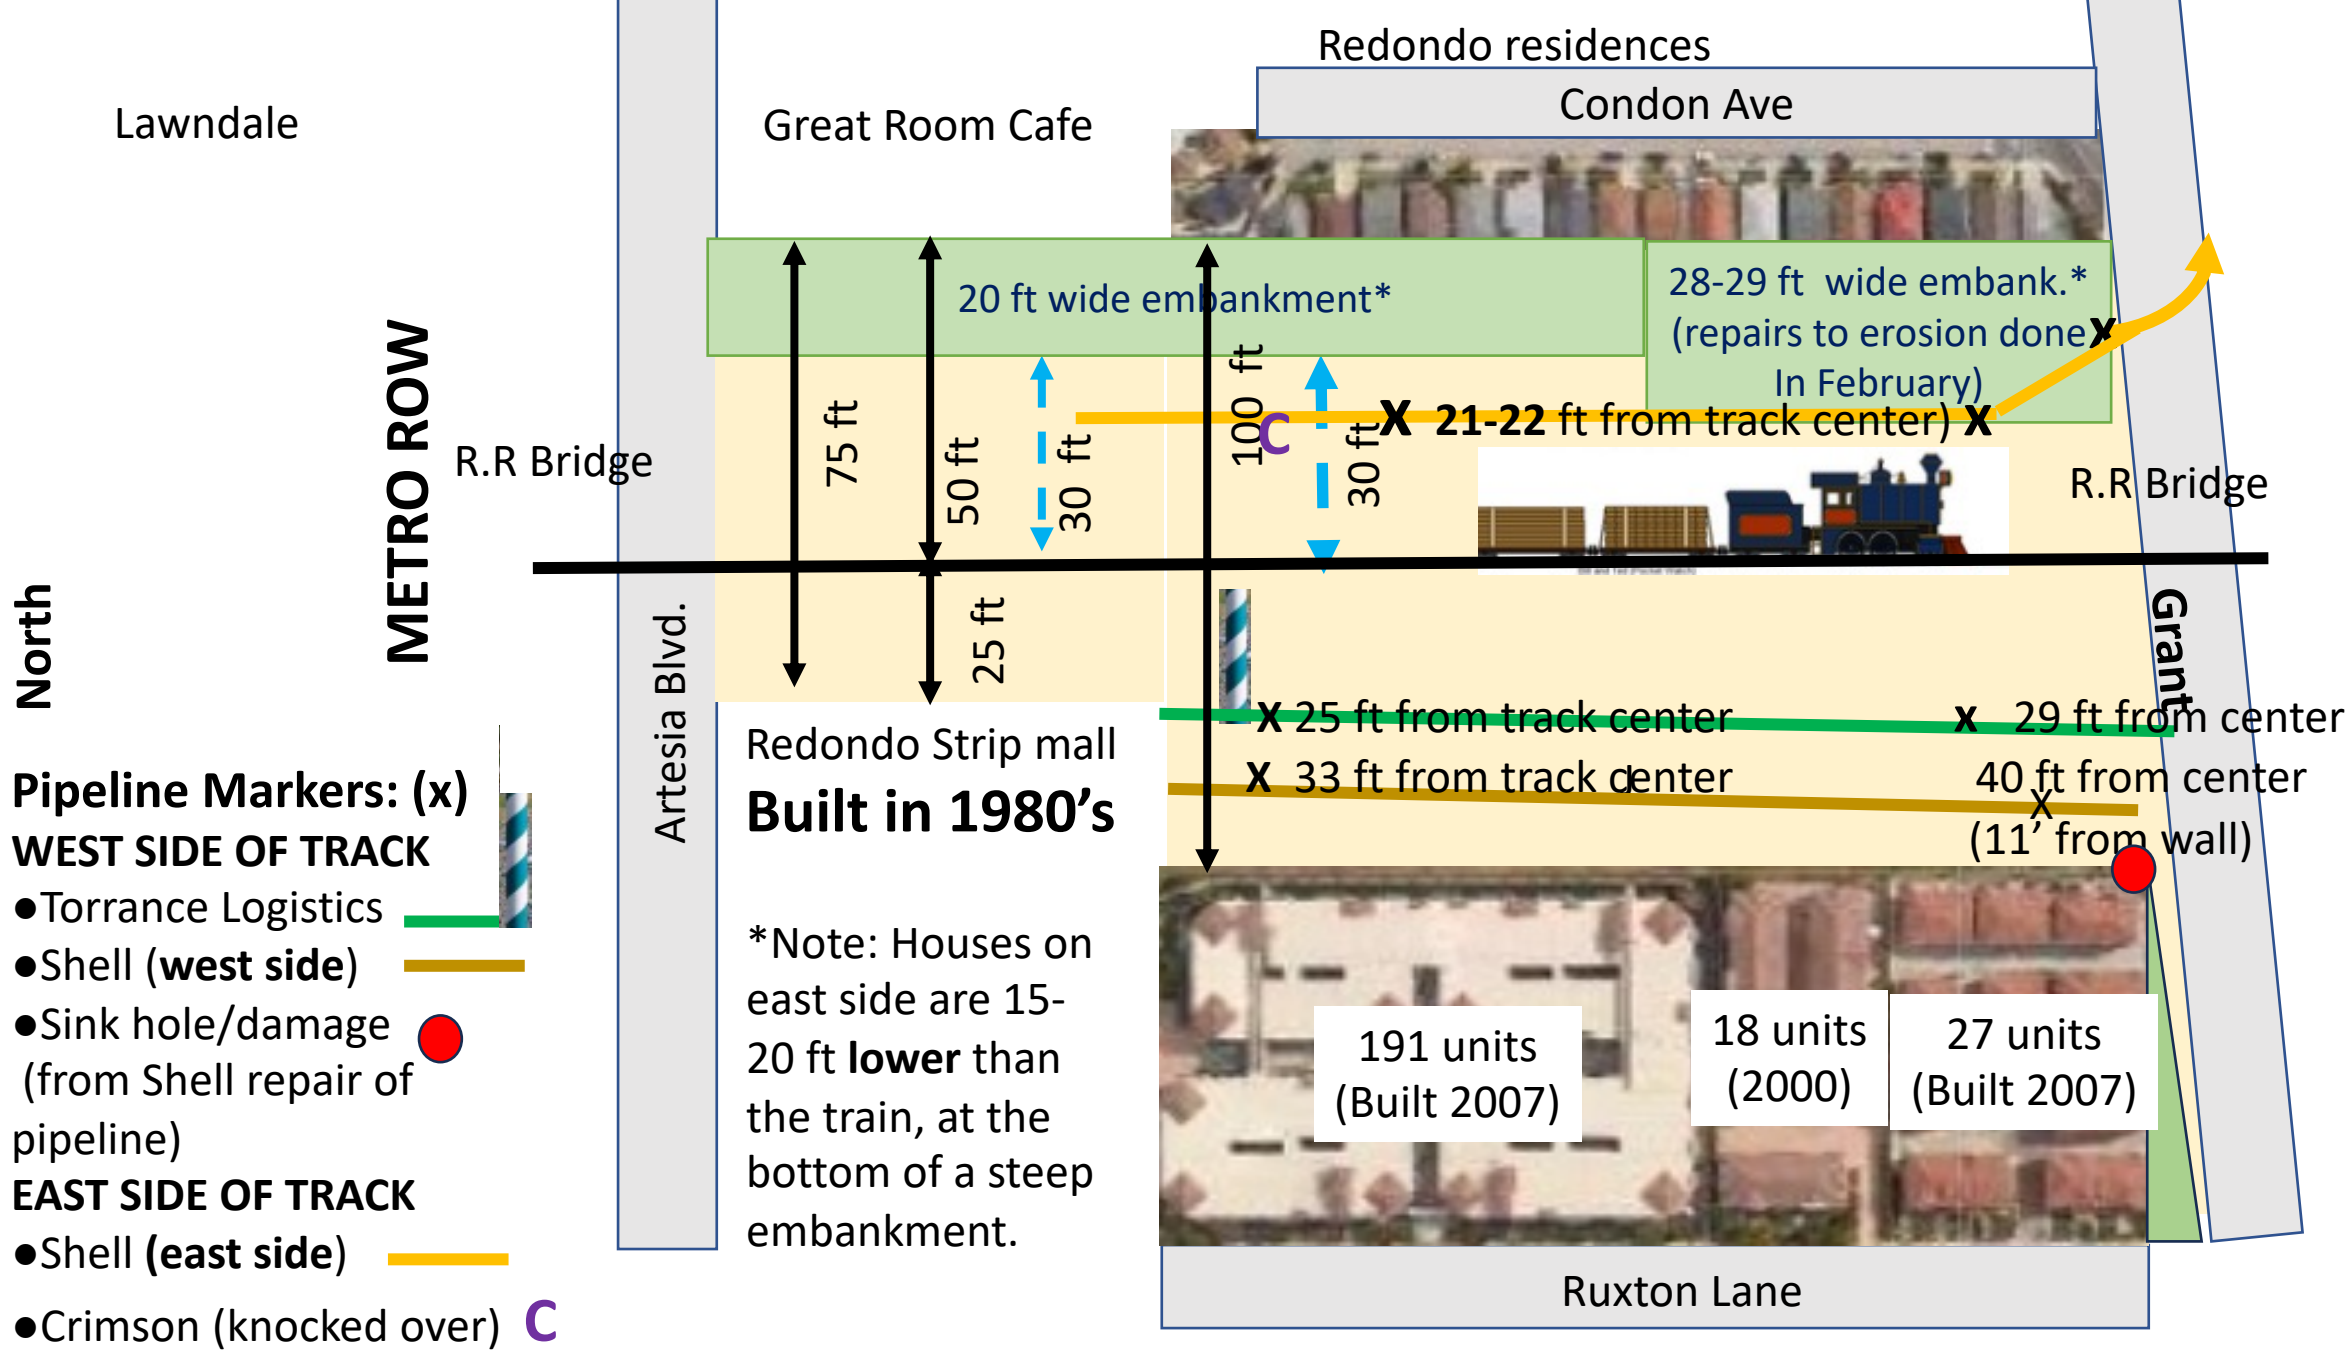 Redondo residences
Condon Ave
Lawndale
Great Room Cafe
20 ft wide embankment*
28-29 ft  wide embank.*
(repairs to erosion done
In February)
X
METRO ROW
R.R Bridge
75 ft
50 ft
30 ft
100 ft
C
30 ft
X 21-22 ft from track center) X
R.R Bridge
North
Artesia Blvd.
25 ft
Grant
X 25 ft from track center
X 29 ft from center
X 33 ft from track center
40 ft from center
X
(11’ from wall)
Redondo Strip mall
Built in 1980’s
Pipeline Markers: (x)
WEST SIDE OF TRACK
●Torrance Logistics
●Shell (west side)
●Sink hole/damage
(from Shell repair of
pipeline)
EAST SIDE OF TRACK
●Shell (east side)
●Crimson (knocked over) C
*Note: Houses on
east side are 15-
20 ft lower than
the train, at the
bottom of a steep
embankment.
191 units
(Built 2007)
18 units
(2000)
27 units
(Built 2007)
Ruxton Lane